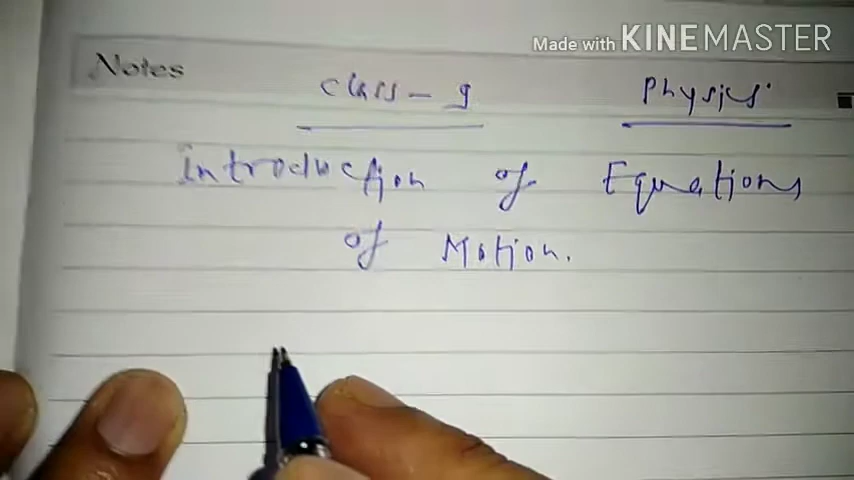 Made with KINEMASTER
Notes
Class - 9 Physics.
Introduction of Equations
of Motion.